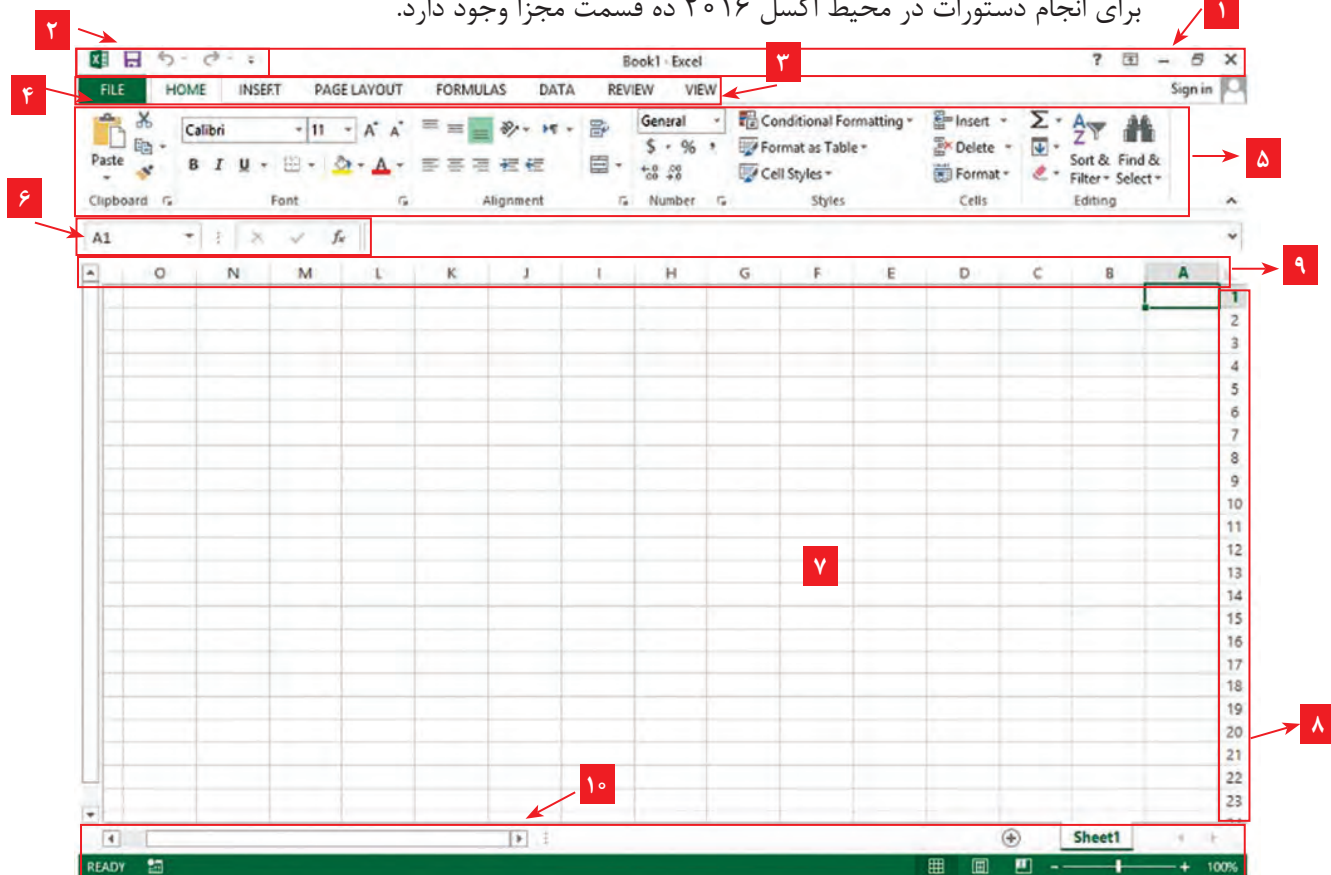 برای انجام دستورات در محیط اکسل ۲۰۱۶ ده قسمت مجزا وجود دارد.
۱
۲
Book1 - Excel
?
۳
۴
FILE HOME INSERT PAGE LAYOUT FORMULAS DATA REVIEW VIEW Sign in
Paste
Clipboard
Calibri 11 A A
B I U A
Font
Alignment
General
$ % ,
Number
Conditional Formatting
Format as Table
Cell Styles
Styles
Insert
Delete
Format
Cells
Σ
Sort & Filter
Find & Select
Editing
۵
۶
A1 fx
۹
O N M L K J I H G F E D C B A
1
2
3
4
5
6
7
8
9
10
11
12
13
14
15
16
17
18
19
20
21
22
23
۷
۸
۱۰
Sheet1
READY 100%